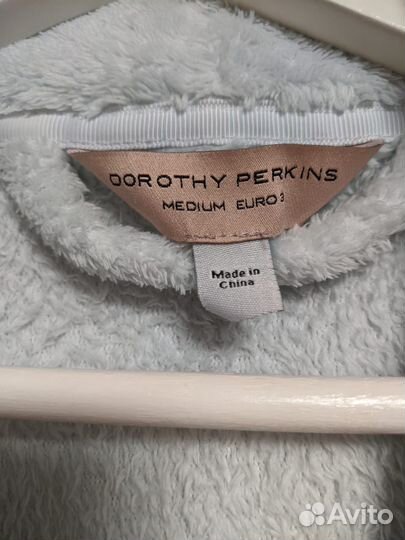 DOROTHY PERKINS
MEDIUM EURO 3
Made in
China
Avito